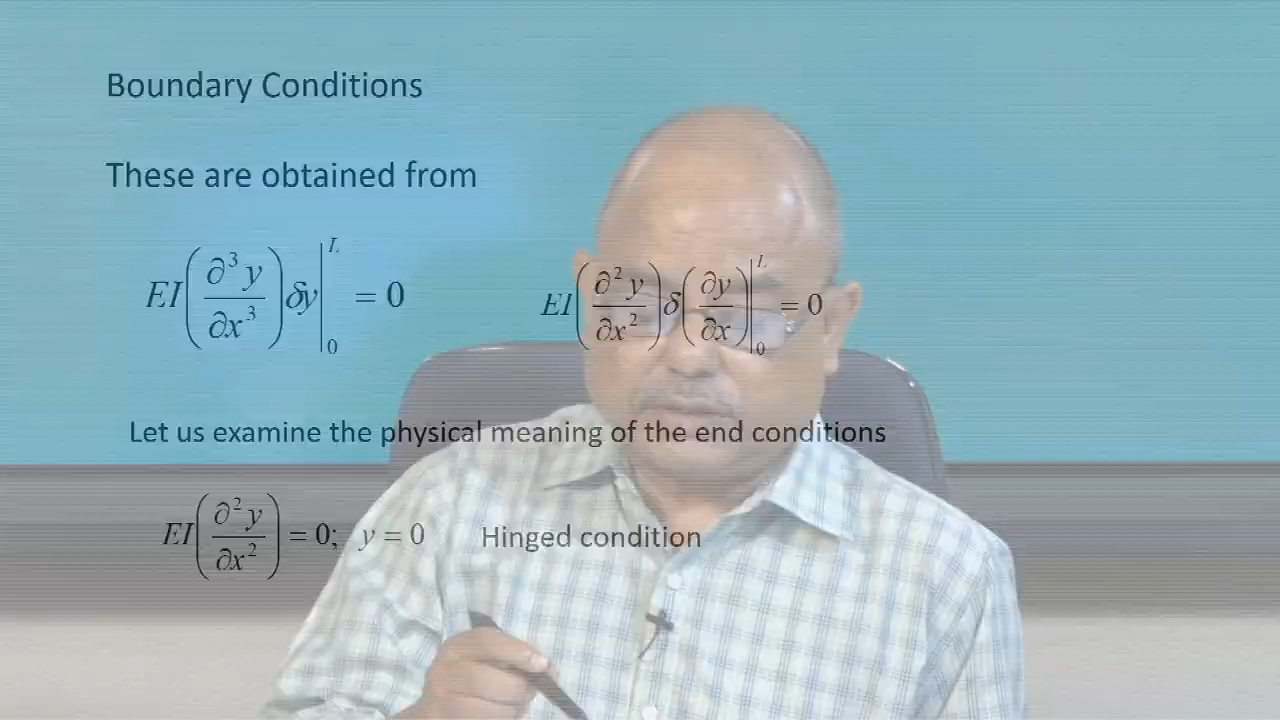 Boundary Conditions
These are obtained from
EI(∂³y/∂x³)δy|₀ᴸ = 0 EI(∂²y/∂x²)δ(∂y/∂x)|₀ᴸ = 0
Let us examine the physical meaning of the end conditions
EI(∂²y/∂x²) = 0; y = 0 Hinged condition